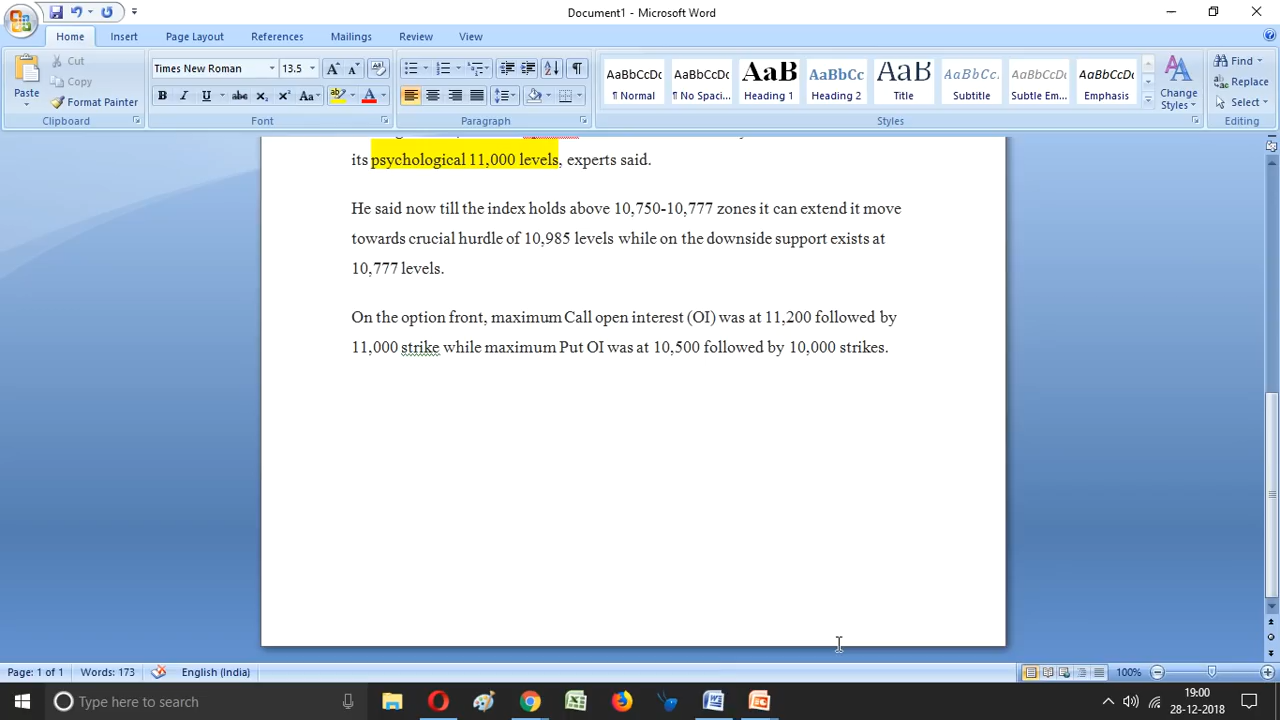 Document1 - Microsoft Word
Home Insert Page Layout References Mailings Review View
Paste
Cut
Copy
Format Painter
Clipboard
Times New Roman 13.5
Font
Paragraph
AaBbCcDc AaBbCcDc AaB AaBbCc AaB AaBbCc. AaBbCcDc AaBbCcDc
¶ Normal ¶ No Spaci... Heading 1 Heading 2 Title Subtitle Subtle Em... Emphasis
Change Styles
Styles
Find
Replace
Select
Editing
its psychological 11,000 levels, experts said.
He said now till the index holds above 10,750-10,777 zones it can extend it move
towards crucial hurdle of 10,985 levels while on the downside support exists at
10,777 levels.
On the option front, maximum Call open interest (OI) was at 11,200 followed by
11,000 strike while maximum Put OI was at 10,500 followed by 10,000 strikes.
Page: 1 of 1 Words: 173 English (India) 100%
Type here to search
19:00
28-12-2018